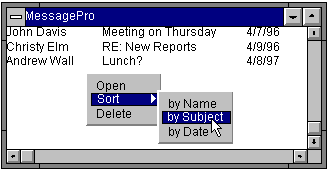 MessagePro
John Davis Meeting on Thursday 4/7/96
Christy Elm RE: New Reports 4/9/96
Andrew Wall Lunch? 4/8/97
Open
Sort
Delete
by Name
by Subject
by Date